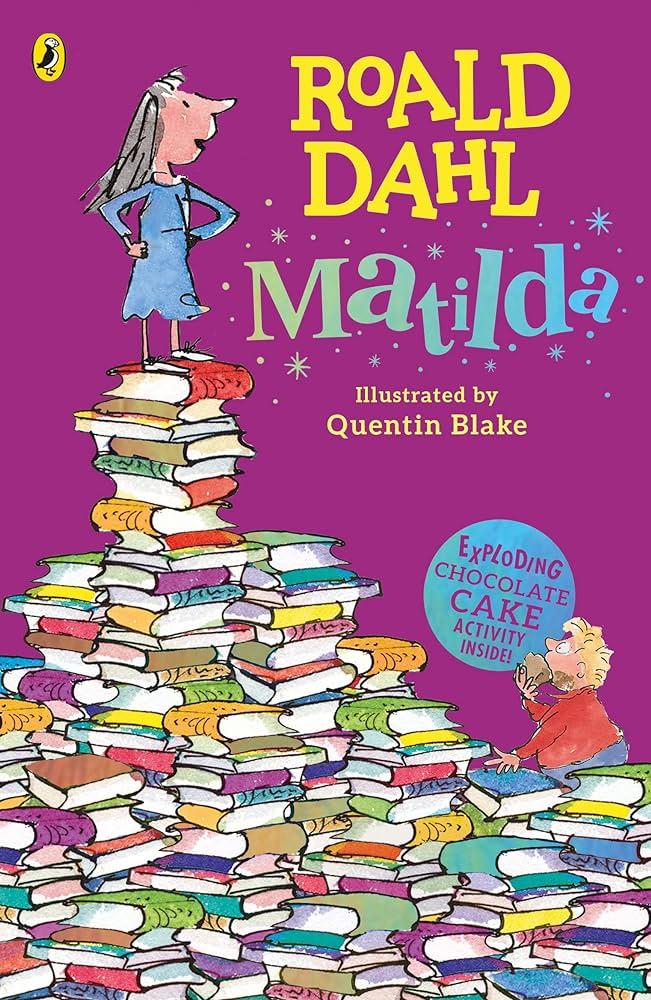 ROALD
DAHL
Matilda
Illustrated by
Quentin Blake
EXPLODING
CHOCOLATE
CAKE
ACTIVITY
INSIDE!